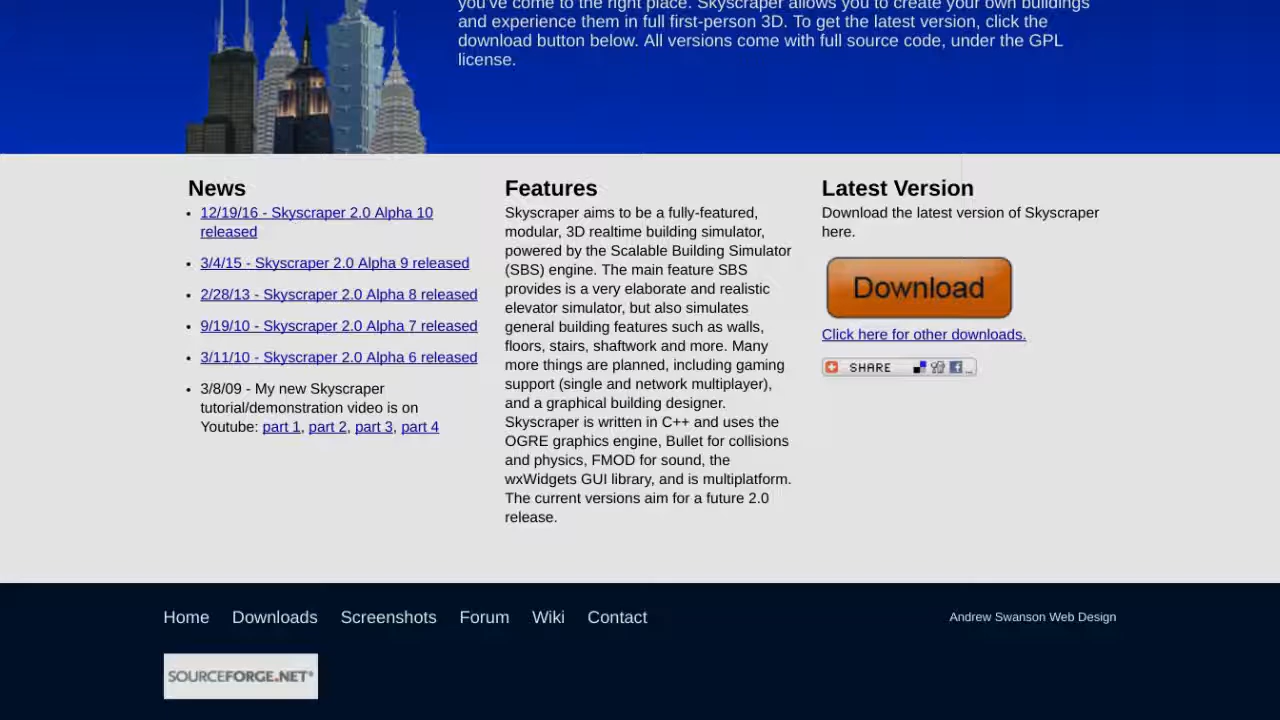 you've come to the right place. Skyscraper allows you to create your own buildings
and experience them in full first-person 3D. To get the latest version, click the
download button below. All versions come with full source code, under the GPL
license.
News
12/19/16 - Skyscraper 2.0 Alpha 10
released
3/4/15 - Skyscraper 2.0 Alpha 9 released
2/28/13 - Skyscraper 2.0 Alpha 8 released
9/19/10 - Skyscraper 2.0 Alpha 7 released
3/11/10 - Skyscraper 2.0 Alpha 6 released
3/8/09 - My new Skyscraper
tutorial/demonstration video is on
Youtube: part 1, part 2, part 3, part 4
Features
Skyscraper aims to be a fully-featured,
modular, 3D realtime building simulator,
powered by the Scalable Building Simulator
(SBS) engine. The main feature SBS
provides is a very elaborate and realistic
elevator simulator, but also simulates
general building features such as walls,
floors, stairs, shaftwork and more. Many
more things are planned, including gaming
support (single and network multiplayer),
and a graphical building designer.
Skyscraper is written in C++ and uses the
OGRE graphics engine, Bullet for collisions
and physics, FMOD for sound, the
wxWidgets GUI library, and is multiplatform.
The current versions aim for a future 2.0
release.
Latest Version
Download the latest version of Skyscraper
here.
Download
Click here for other downloads.
SHARE
Home Downloads Screenshots Forum Wiki Contact
Andrew Swanson Web Design
SOURCEFORGE.NET®